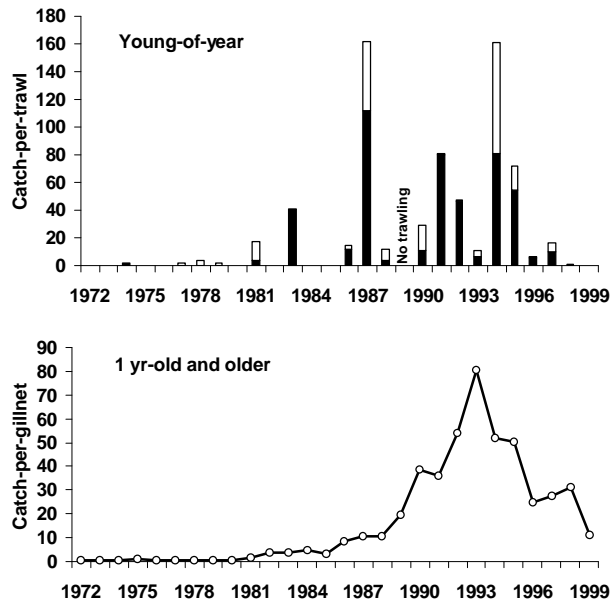 180
Young-of-year
160
140
120
100
80
60
40
20
0
Catch-per-trawl
No trawling
1972 1975 1978 1981 1984 1987 1990 1993 1996 1999
90
1 yr-old and older
80
70
60
50
40
30
20
10
0
Catch-per-gillnet
1972 1975 1978 1981 1984 1987 1990 1993 1996 1999